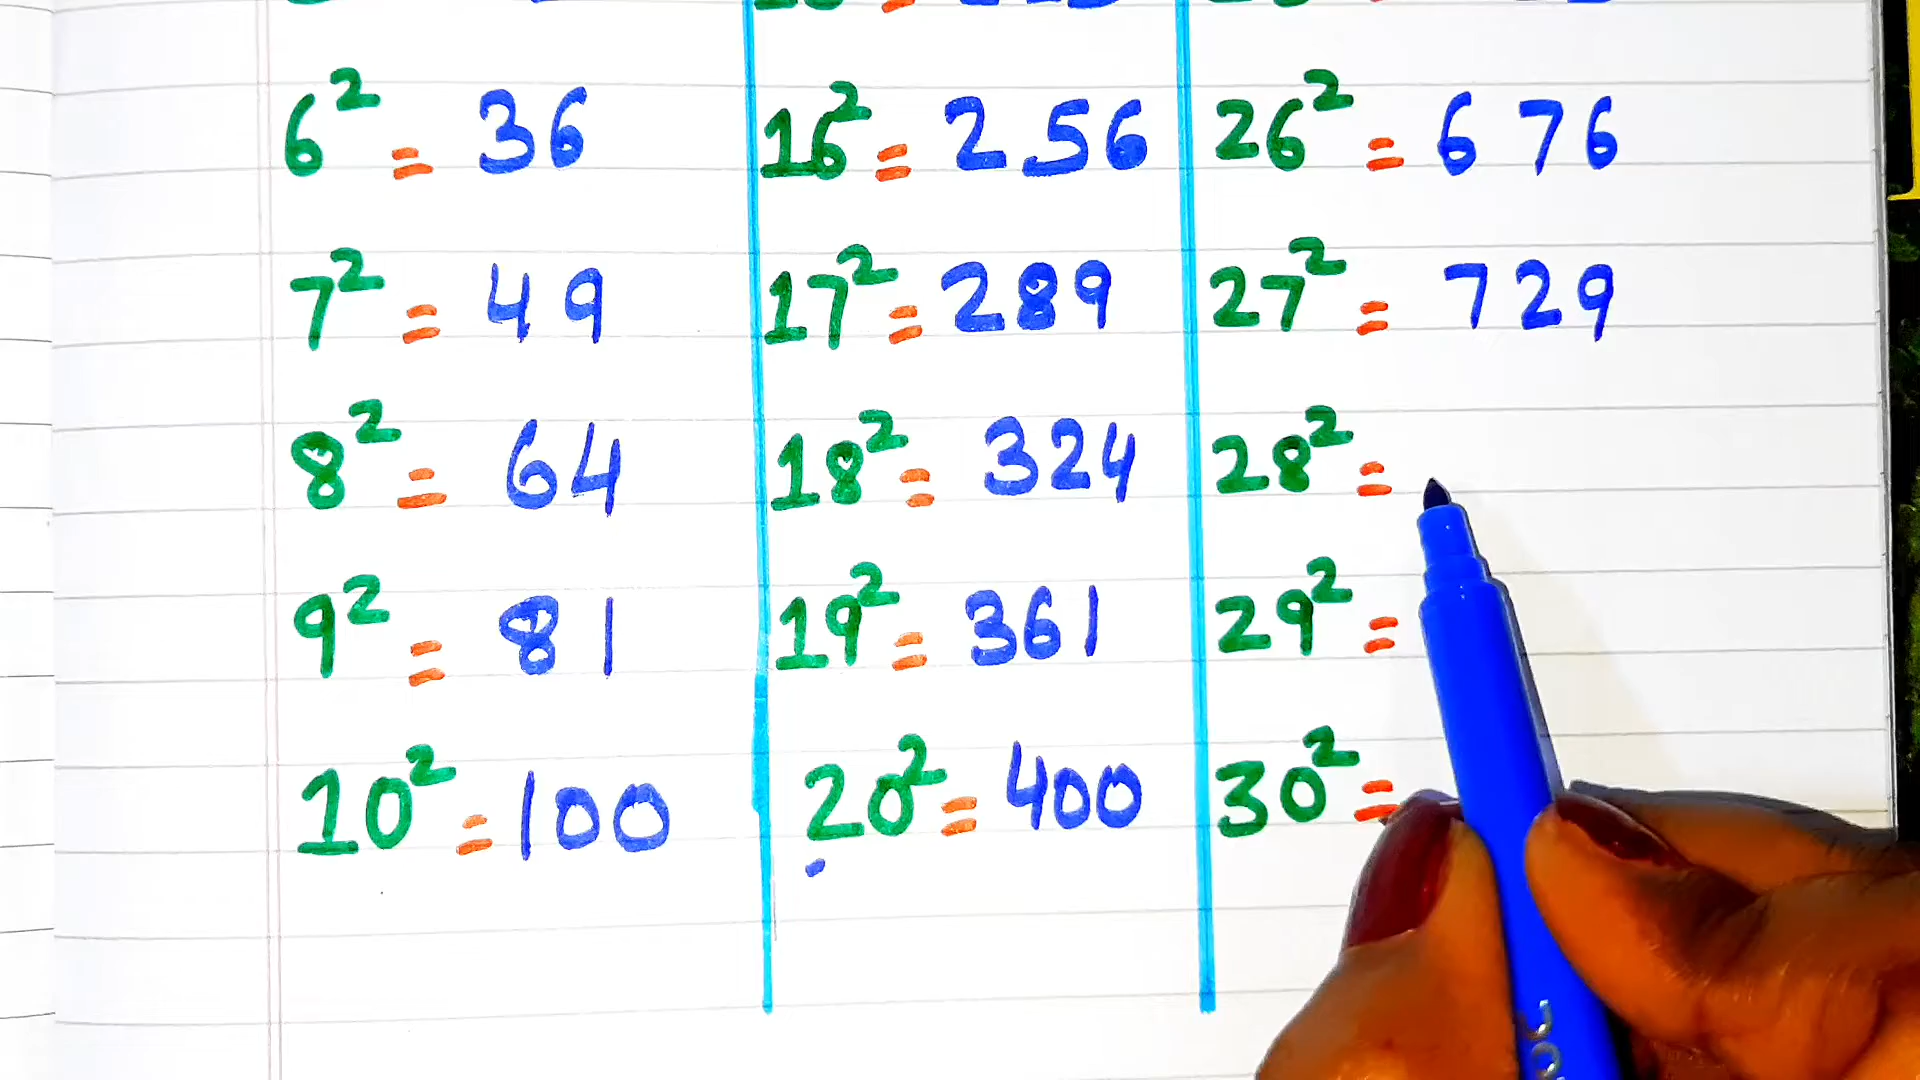 6² = 36
7² = 49
8² = 64
9² = 81
10² = 100
16² = 256
17² = 289
18² = 324
19² = 361
20² = 400
26² = 676
27² = 729
28² =
29² =
30² =